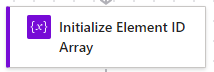 {x} Initialize Element ID
Array